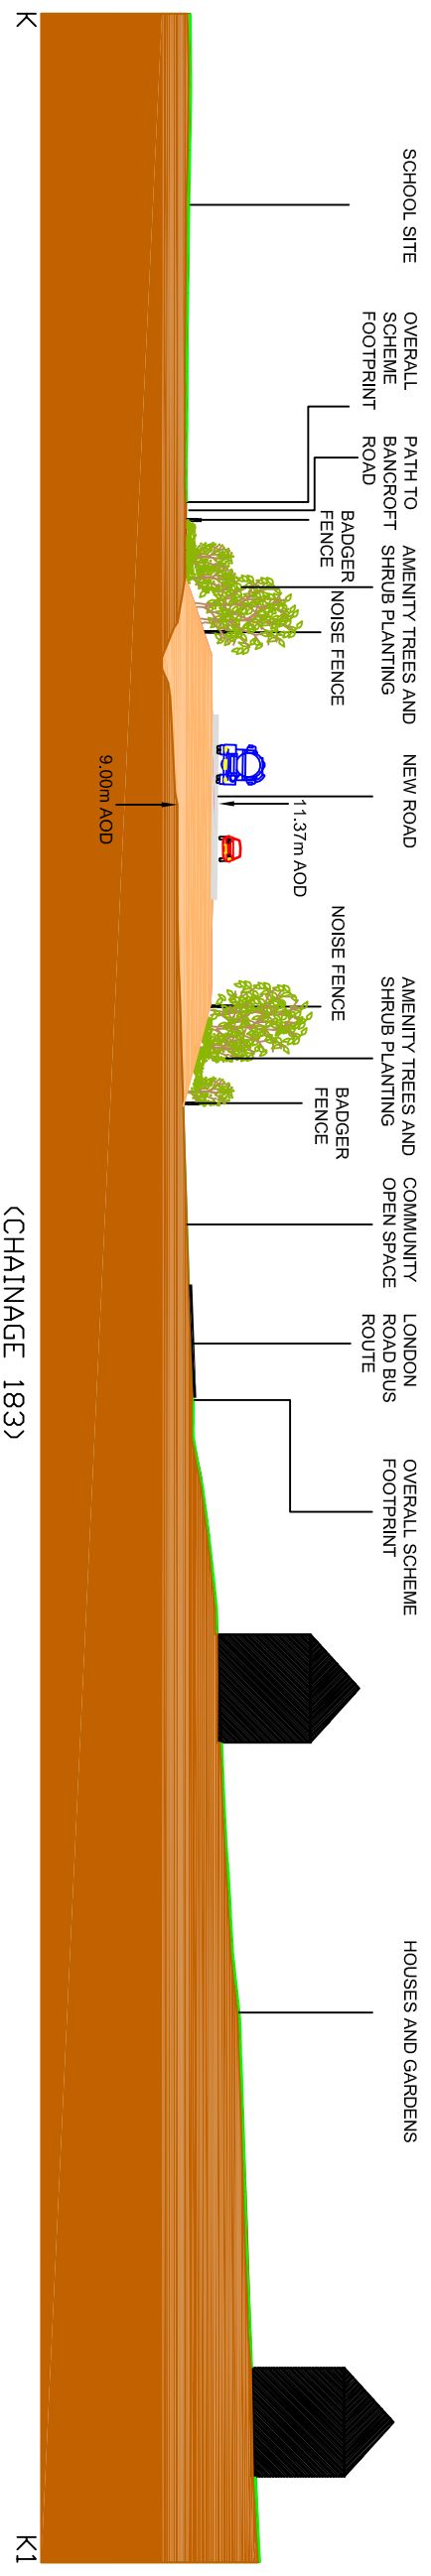 SCHOOL SITE
OVERALL
SCHEME
FOOTPRINT
PATH TO
BANCROFT
ROAD
BADGER
FENCE
AMENITY TREES AND
SHRUB PLANTING
NOISE FENCE
NEW ROAD
11.37m AOD
9.00m AOD
NOISE FENCE
AMENITY TREES AND
SHRUB PLANTING
BADGER
FENCE
COMMUNITY
OPEN SPACE
LONDON
ROAD BUS
ROUTE
OVERALL SCHEME
FOOTPRINT
HOUSES AND GARDENS
K
K1
(CHAINAGE 183)